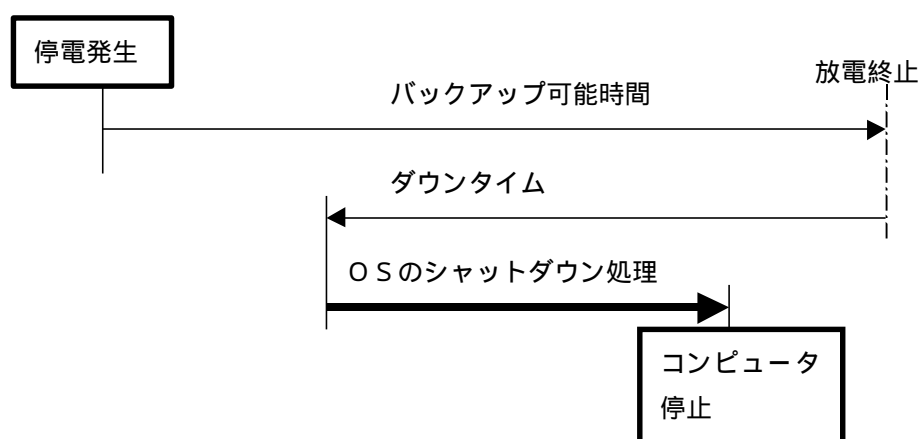 停電発生
放電終止
バックアップ可能時間
ダウンタイム
ＯＳのシャットダウン処理
コンピュータ
停止